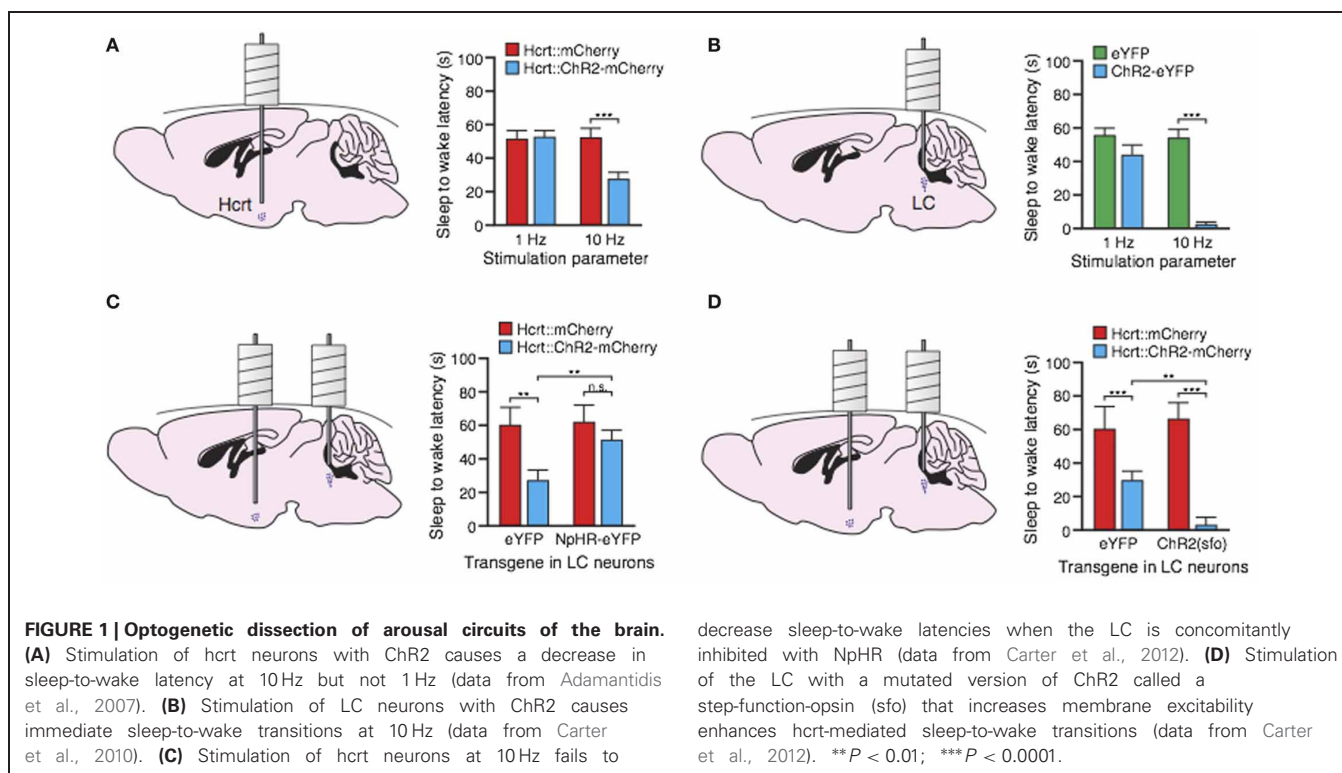 A
Hcrt
Sleep to wake latency (s)
100
80
60
40
20
0
Hcrt::mCherry
Hcrt::ChR2-mCherry
***
1 Hz
10 Hz
Stimulation parameter
B
LC
Sleep to wake latency (s)
100
80
60
40
20
0
eYFP
ChR2-eYFP
***
1 Hz
10 Hz
Stimulation parameter
C
Sleep to wake latency (s)
100
80
60
40
20
0
Hcrt::mCherry
Hcrt::ChR2-mCherry
**
**
n.s.
eYFP
NpHR-eYFP
Transgene in LC neurons
D
Sleep to wake latency (s)
100
80
60
40
20
0
Hcrt::mCherry
Hcrt::ChR2-mCherry
**
***
***
eYFP
ChR2(sfo)
Transgene in LC neurons
FIGURE 1 | Optogenetic dissection of arousal circuits of the brain.
(A) Stimulation of hcrt neurons with ChR2 causes a decrease in
sleep-to-wake latency at 10 Hz but not 1 Hz (data from Adamantidis
et al., 2007). (B) Stimulation of LC neurons with ChR2 causes
immediate sleep-to-wake transitions at 10 Hz (data from Carter
et al., 2010). (C) Stimulation of hcrt neurons at 10 Hz fails to
decrease sleep-to-wake latencies when the LC is concomitantly
inhibited with NpHR (data from Carter et al., 2012). (D) Stimulation
of the LC with a mutated version of ChR2 called a
step-function-opsin (sfo) that increases membrane excitability
enhances hcrt-mediated sleep-to-wake transitions (data from Carter
et al., 2012). **P < 0.01; ***P < 0.0001.